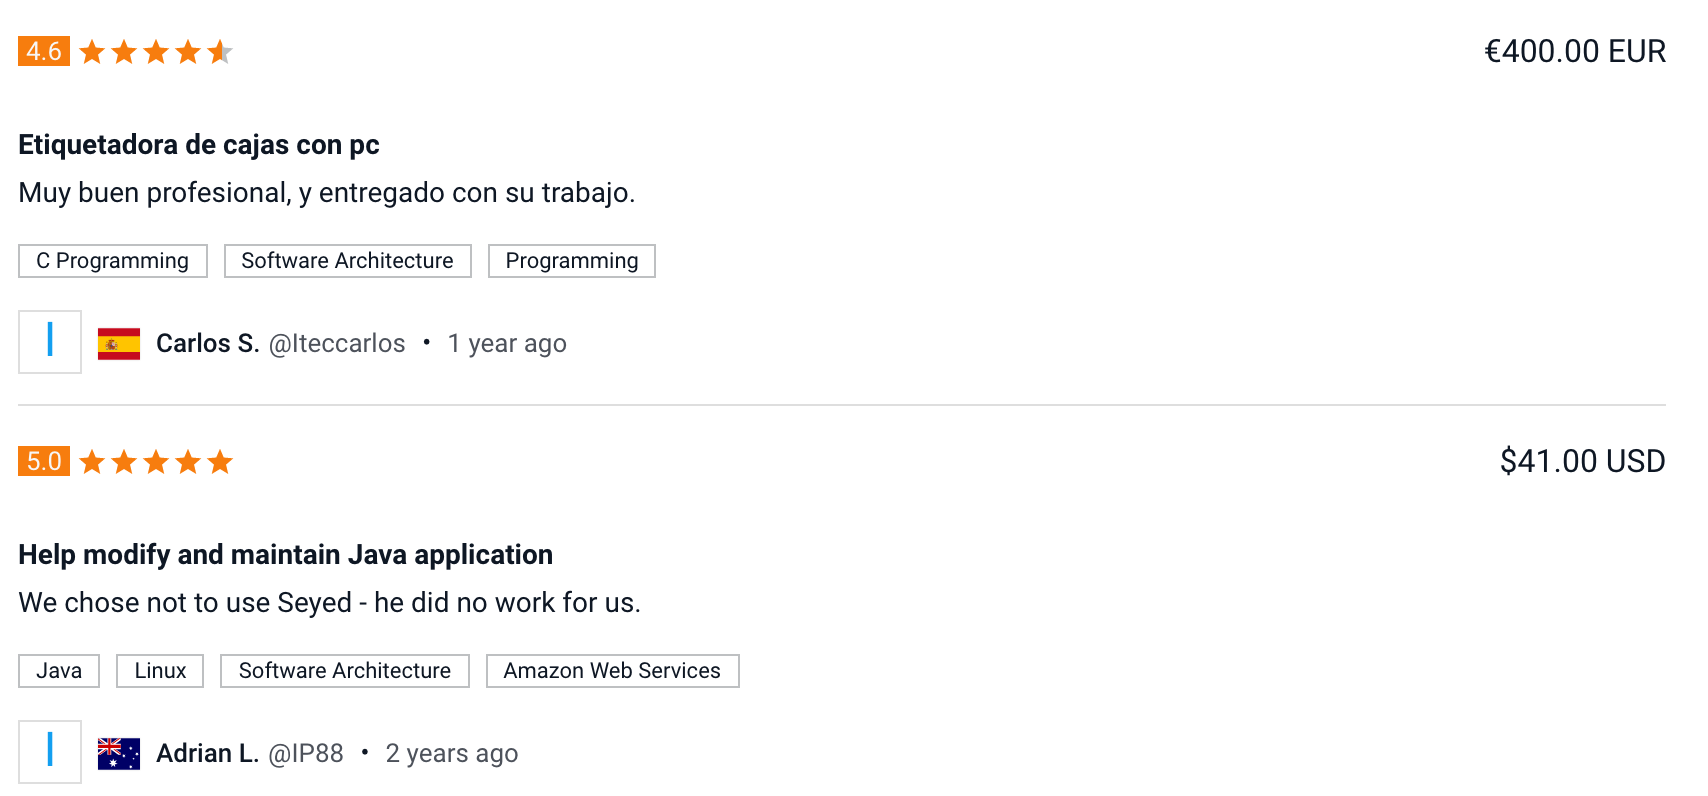 4.6
€400.00 EUR
Etiquetadora de cajas con pc
Muy buen profesional, y entregado con su trabajo.
C Programming Software Architecture Programming
I
Carlos S. @Iteccarlos • 1 year ago
5.0
$41.00 USD
Help modify and maintain Java application
We chose not to use Seyed - he did no work for us.
Java Linux Software Architecture Amazon Web Services
I
Adrian L. @IP88 • 2 years ago